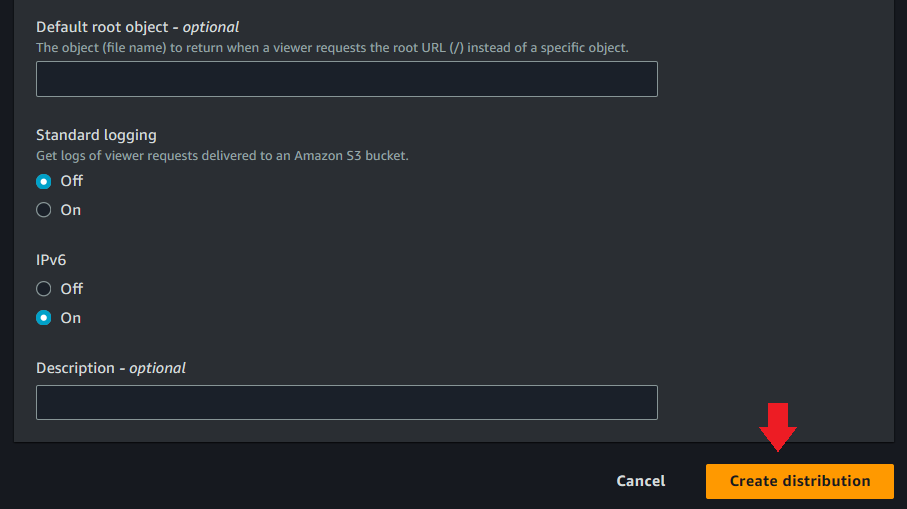 Default root object - optional
The object (file name) to return when a viewer requests the root URL (/) instead of a specific object.
Standard logging
Get logs of viewer requests delivered to an Amazon S3 bucket.
Off
On
IPv6
Off
On
Description - optional
Cancel
Create distribution